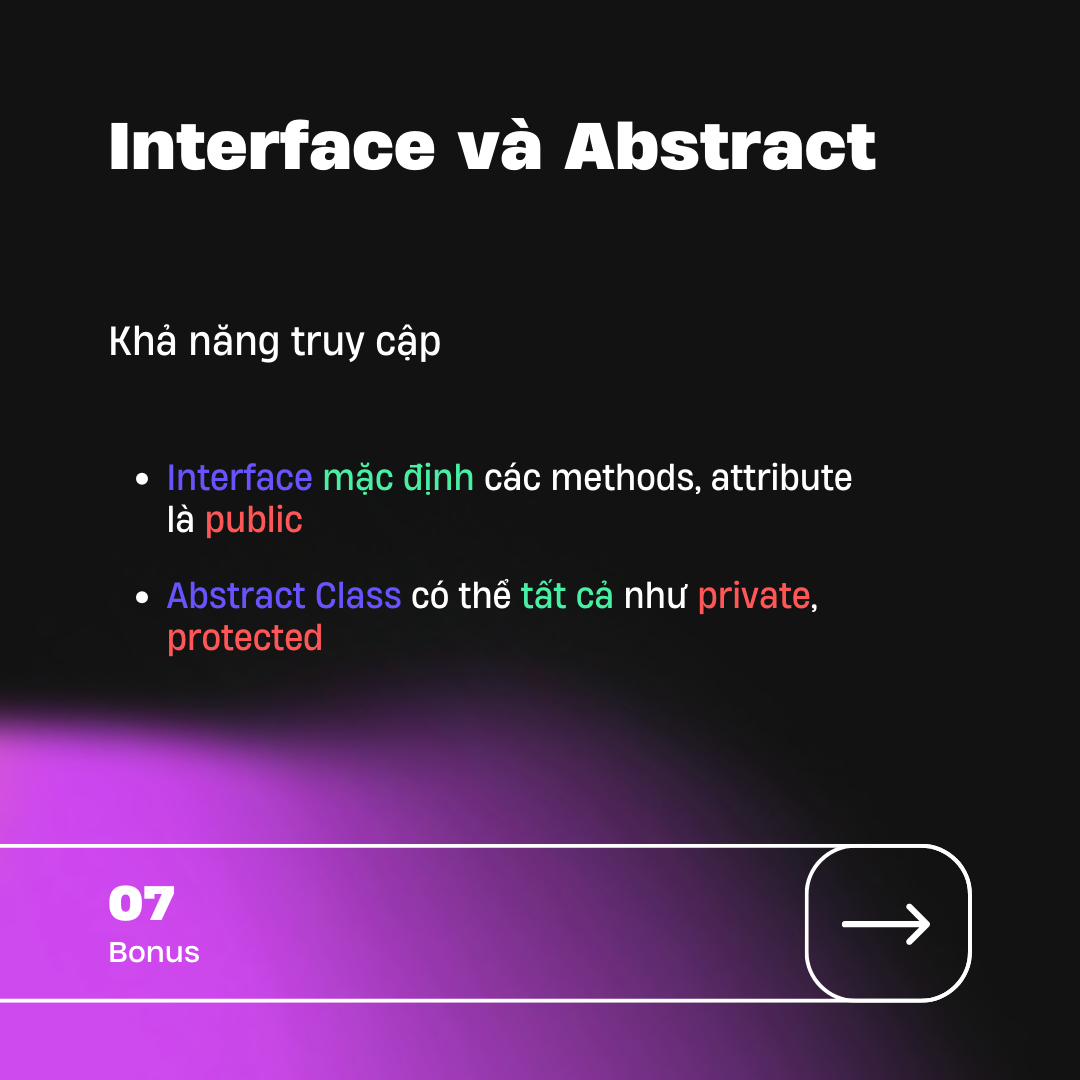 Interface và Abstract
Khả năng truy cập
Interface mặc định các methods, attribute
là public
Abstract Class có thể tất cả như private,
protected
07
Bonus